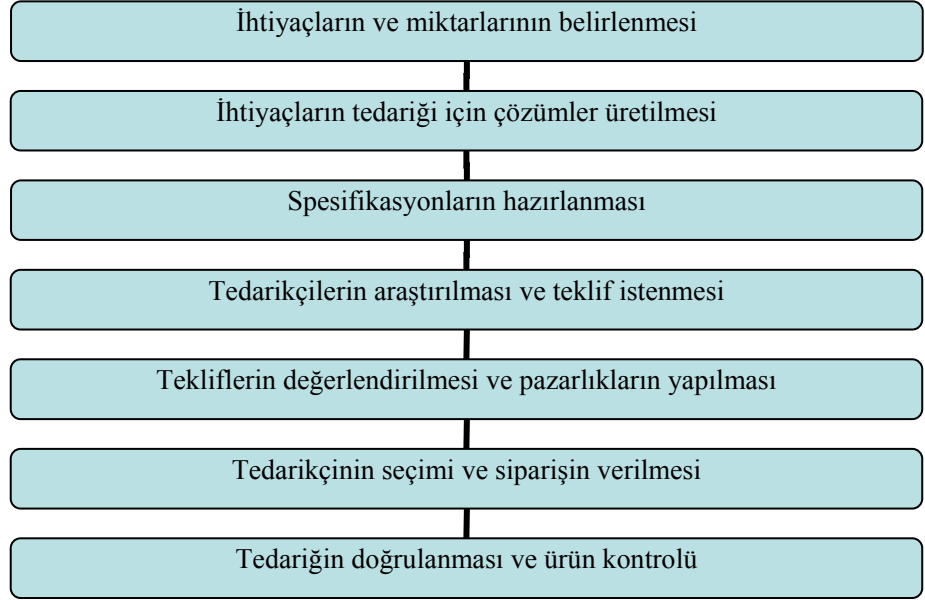 İhtiyaçların ve miktarlarının belirlenmesi
İhtiyaçların tedariği için çözümler üretilmesi
Spesifikasyonların hazırlanması
Tedarikçilerin araştırılması ve teklif istenmesi
Tekliflerin değerlendirilmesi ve pazarlıkların yapılması
Tedarikçinin seçimi ve siparişin verilmesi
Tedariğin doğrulanması ve ürün kontrolü